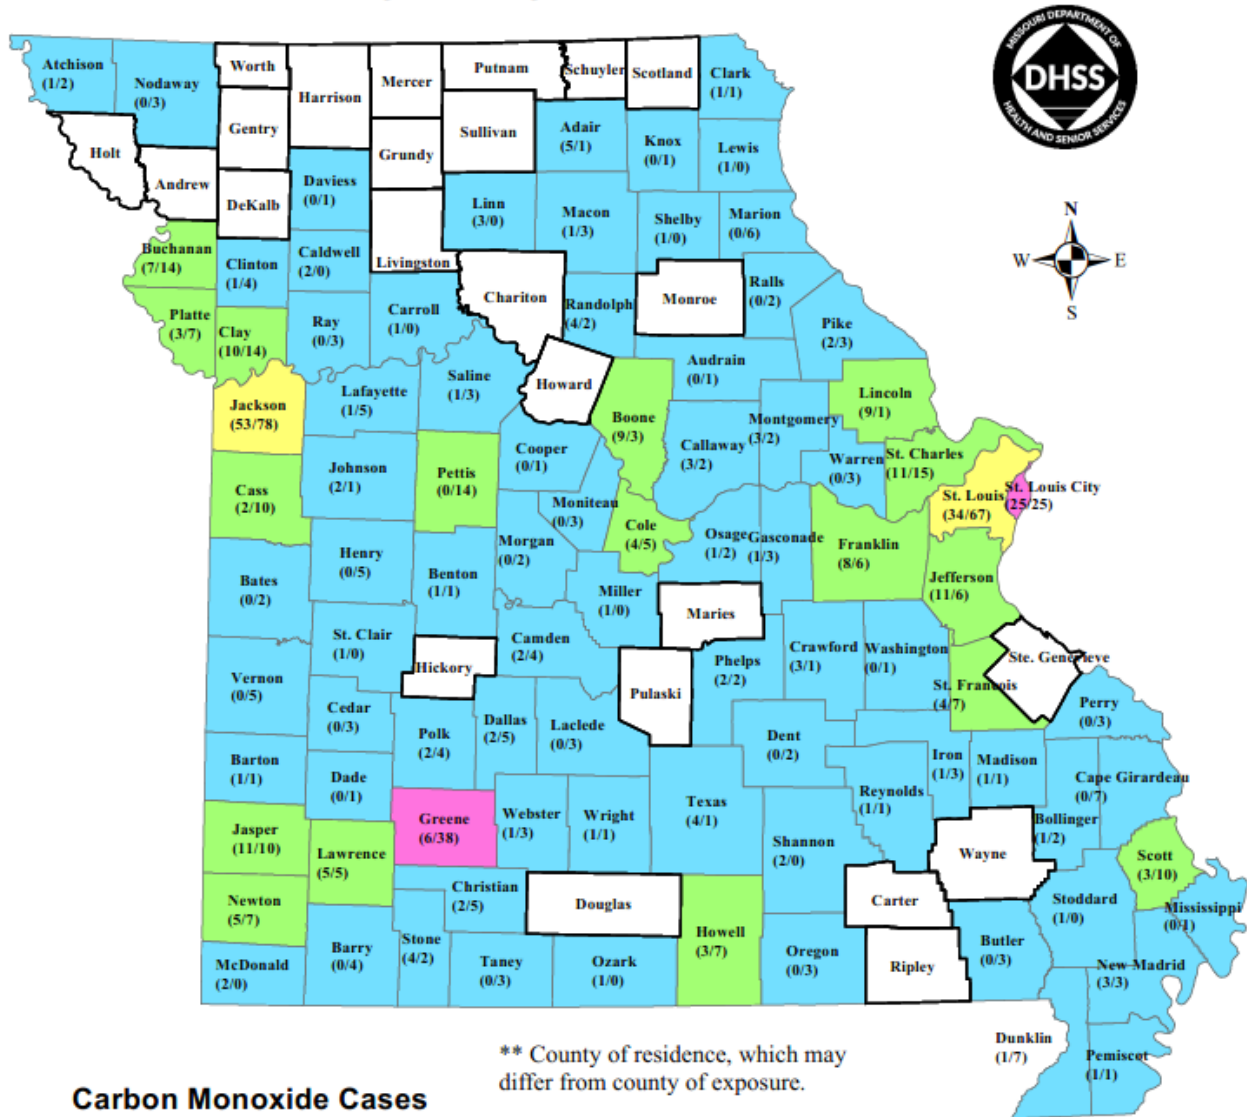 MISSOURI DEPARTMENT OF
DHSS
HEALTH AND SENIOR SERVICES
N
W
E
S
Atchison
(1/2)
Nodaway
(0/3)
Worth
Harrison
Mercer
Putnam
Schuyler
Scotland
Clark
(1/1)
Holt
Andrew
Gentry
DeKalb
Daviess
(0/1)
Grundy
Sullivan
Adair
(5/1)
Knox
(0/1)
Lewis
(1/0)
Linn
(3/0)
Macon
(1/3)
Shelby
(1/0)
Marion
(0/6)
Buchanan
(7/14)
Clinton
(1/4)
Caldwell
(2/0)
Livingston
Chariton
Randolph
(4/2)
Monroe
Ralls
(0/2)
Platte
(3/7)
Clay
(10/14)
Ray
(0/3)
Carroll
(1/0)
Pike
(2/3)
Audrain
(0/1)
Jackson
(53/78)
Lafayette
(1/5)
Saline
(1/3)
Howard
Boone
(9/3)
Callaway
(3/2)
Montgomery
(3/2)
Lincoln
(9/1)
Warren
(0/3)
St. Charles
(11/15)
St. Louis
(34/67)
St. Louis City
(25/25)
Cass
(2/10)
Johnson
(2/1)
Pettis
(0/14)
Cooper
(0/1)
Moniteau
(0/3)
Cole
(4/5)
Osage
(1/2)
Gasconade
(1/3)
Franklin
(8/6)
Jefferson
(11/6)
Bates
(0/2)
Henry
(0/5)
Benton
(1/1)
Morgan
(0/2)
Miller
(1/0)
Maries
Vernon
(0/5)
St. Clair
(1/0)
Hickory
Camden
(2/4)
Pulaski
Phelps
(2/2)
Crawford
(3/1)
Washington
(0/1)
St. Francois
(4/7)
Ste. Genevieve
Perry
(0/3)
Cedar
(0/3)
Polk
(2/4)
Dallas
(2/5)
Laclede
(0/3)
Dent
(0/2)
Iron
(1/3)
Madison
(1/1)
Cape Girardeau
(0/7)
Barton
(1/1)
Dade
(0/1)
Greene
(6/38)
Webster
(1/3)
Wright
(1/1)
Texas
(4/1)
Reynolds
(1/1)
Bollinger
(1/2)
Jasper
(11/10)
Lawrence
(5/5)
Shannon
(2/0)
Wayne
Scott
(3/10)
Newton
(5/7)
Christian
(2/5)
Douglas
Howell
(3/7)
Carter
Stoddard
(1/0)
Mississippi
(0/1)
McDonald
(2/0)
Barry
(0/4)
Stone
(4/2)
Taney
(0/3)
Ozark
(1/0)
Oregon
(0/3)
Ripley
Butler
(0/3)
New Madrid
(3/3)
Dunklin
(1/7)
Pemiscot
(1/1)
** County of residence, which may
differ from county of exposure.
Carbon Monoxide Cases